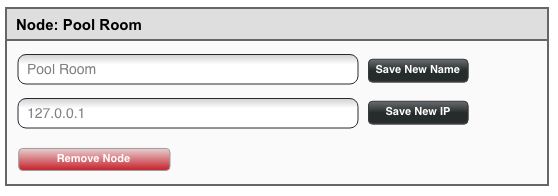 Node: Pool Room
Pool Room
Save New Name
127.0.0.1
Save New IP
Remove Node